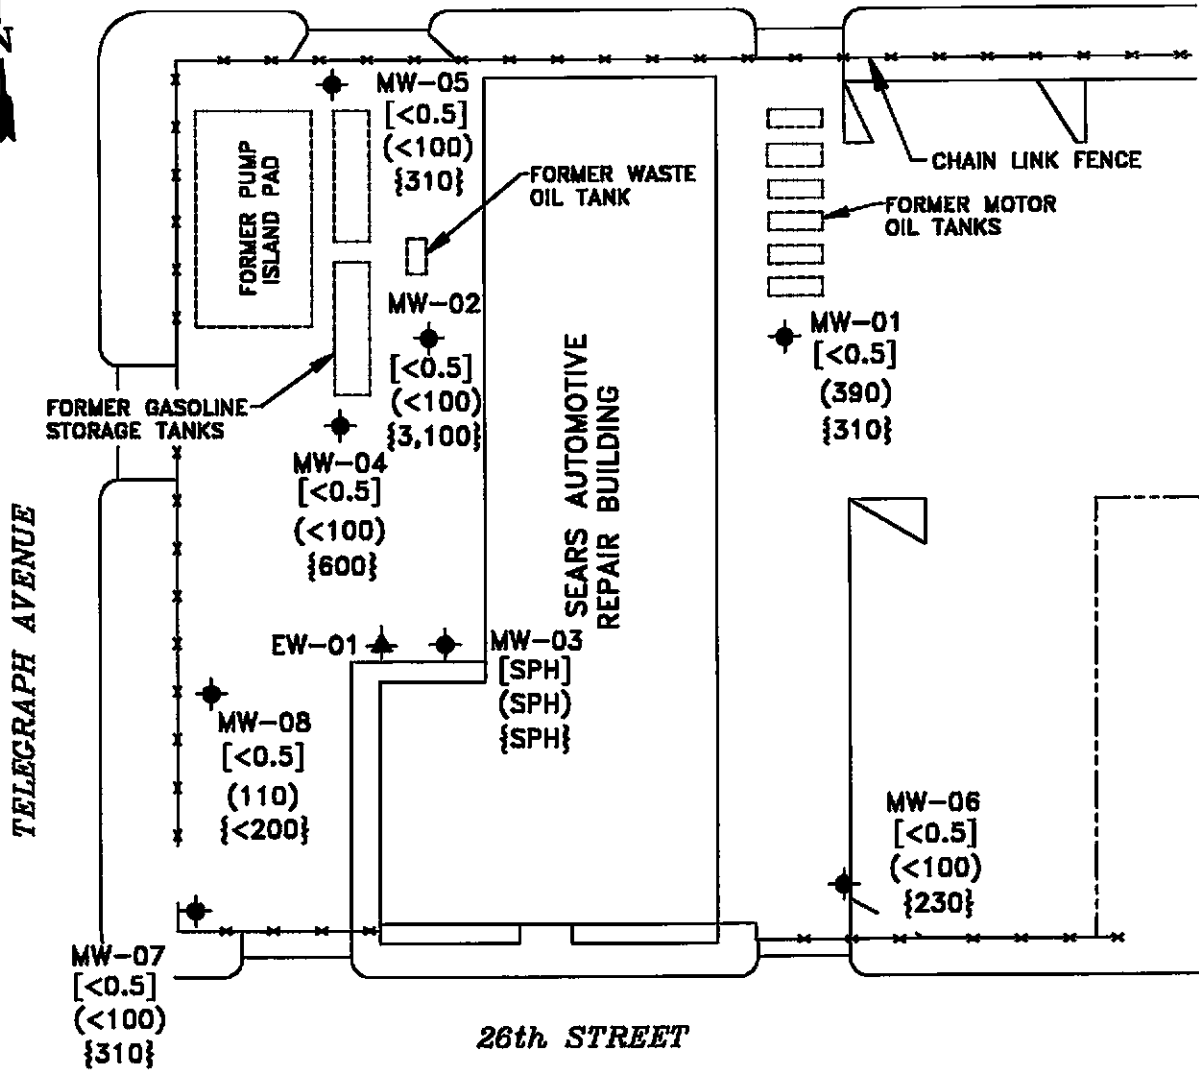 N
MW-05
[<0.5]
(<100)
{310}
FORMER PUMP
ISLAND PAD
FORMER WASTE
OIL TANK
CHAIN LINK FENCE
FORMER MOTOR
OIL TANKS
MW-02
[<0.5]
(<100)
{3,100}
MW-01
[<0.5]
(390)
{310}
FORMER GASOLINE
STORAGE TANKS
MW-04
[<0.5]
(<100)
{600}
SEARS AUTOMOTIVE
REPAIR BUILDING
TELEGRAPH AVENUE
EW-01
MW-03
[SPH]
(SPH)
{SPH}
MW-08
[<0.5]
(110)
{<200}
MW-06
[<0.5]
(<100)
{230}
MW-07
[<0.5]
(<100)
{310}
26th STREET